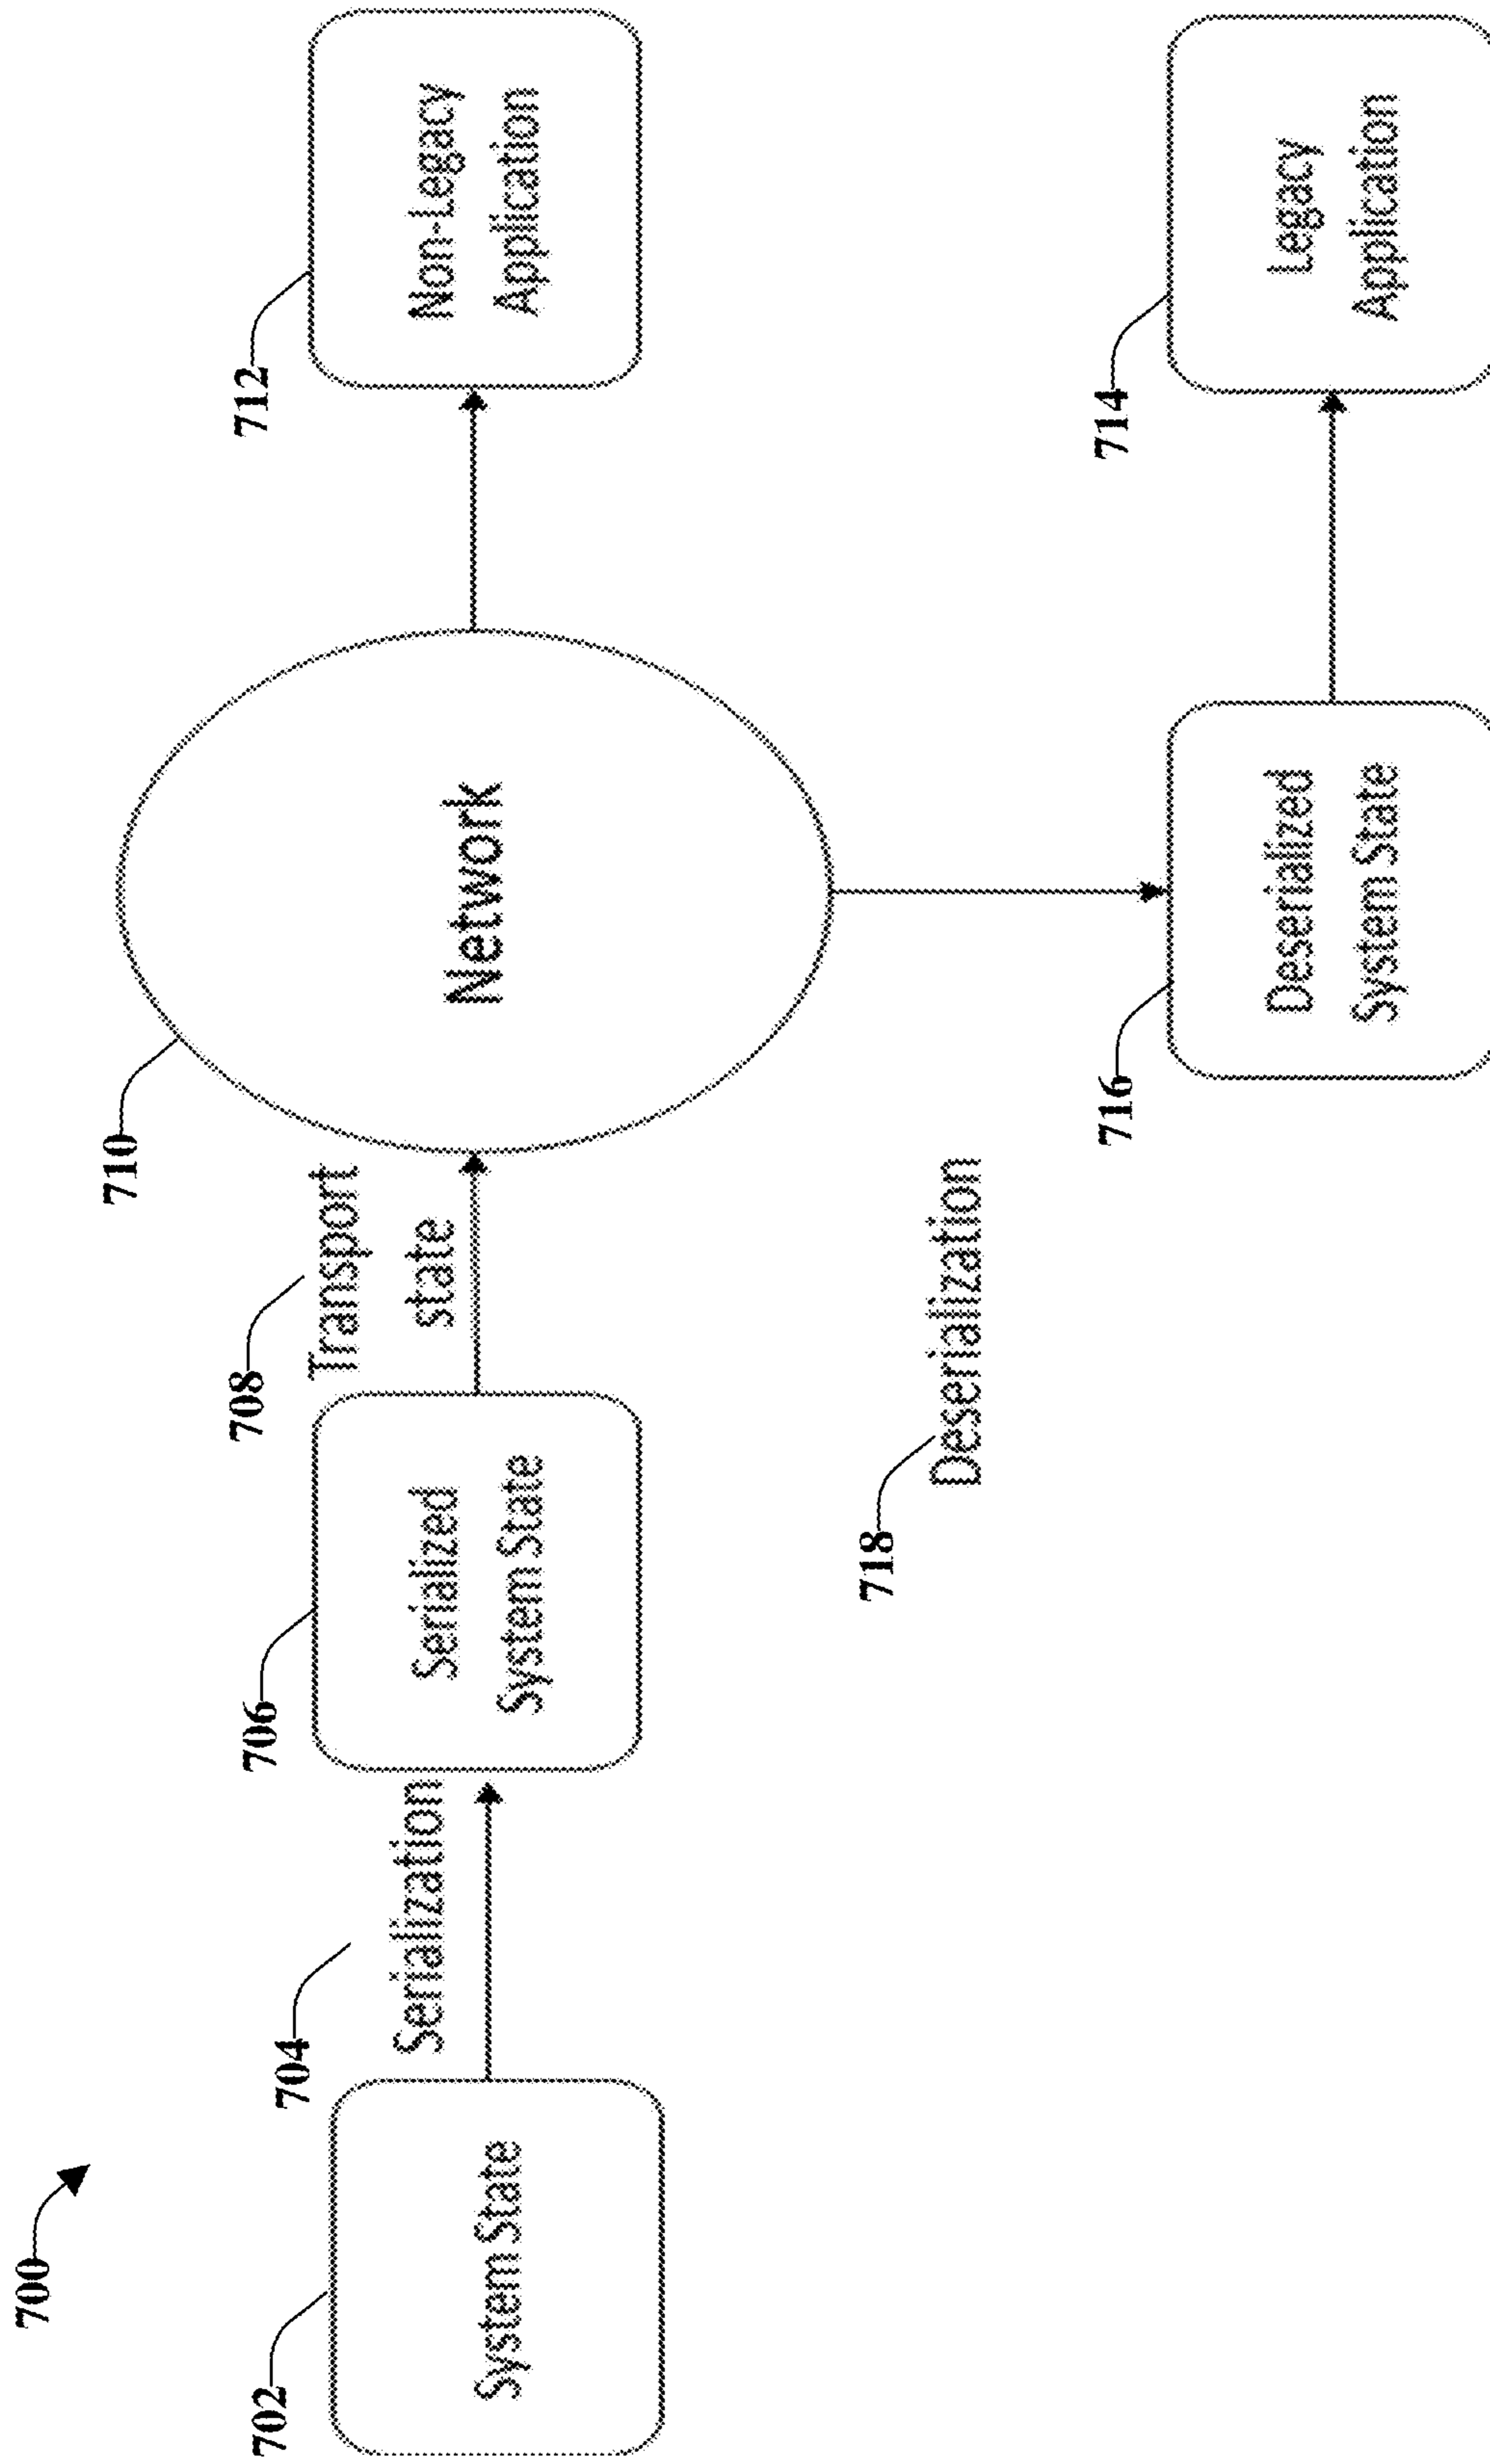 700
702
System State
704
Serialization
706
Serialized
System State
708
Transport
state
710
Network
712
Non-Legacy
Application
718
Deserialization
716
Deserialized
System State
714
Legacy
Application